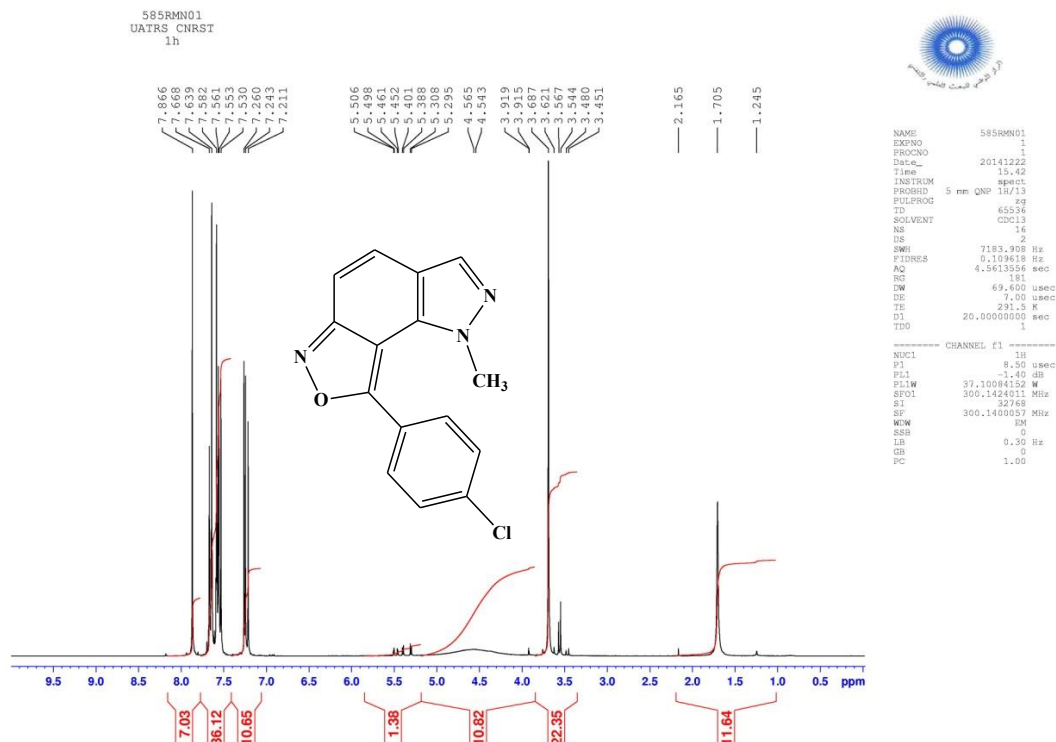 585RMN01
UATRS CNRST
1h
7.866
7.668
7.639
7.582
7.561
7.553
7.530
7.260
7.243
7.211
5.506
5.498
5.461
5.452
5.401
5.388
5.308
5.295
4.565
4.543
3.919
3.915
3.687
3.621
3.567
3.544
3.480
3.451
2.165
1.705
1.245
NAME 585RMN01
EXPNO 1
PROCNO 1
Date_ 20141222
Time 15.42
INSTRUM spect
PROBHD 5 mm QNP 1H/13
PULPROG zg
TD 65536
SOLVENT CDCl3
NS 16
DS 2
SWH 7183.908 Hz
FIDRES 0.109618 Hz
AQ 4.5613556 sec
RG 181
DW 69.600 usec
DE 7.00 usec
TE 291.5 K
D1 20.00000000 sec
TD0 1
======== CHANNEL f1 ========
NUC1 1H
P1 8.50 usec
PL1 -1.40 dB
PL1W 37.10084152 W
SFO1 300.1424011 MHz
SI 32768
SF 300.1400057 MHz
WDW EM
SSB 0
LB 0.30 Hz
GB 0
PC 1.00
N
N
N
O
CH3
Cl
9.5 9.0 8.5 8.0 7.5 7.0 6.5 6.0 5.5 5.0 4.5 4.0 3.5 3.0 2.5 2.0 1.5 1.0 0.5 ppm
7.03
36.12
10.65
1.38
10.82
22.35
11.64